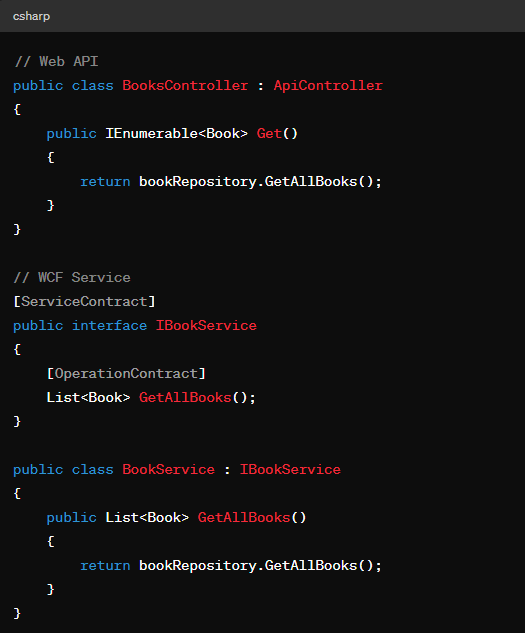 csharp
// Web API
public class BooksController : ApiController
{
    public IEnumerable<Book> Get()
    {
        return bookRepository.GetAllBooks();
    }
}

// WCF Service
[ServiceContract]
public interface IBookService
{
    [OperationContract]
    List<Book> GetAllBooks();
}

public class BookService : IBookService
{
    public List<Book> GetAllBooks()
    {
        return bookRepository.GetAllBooks();
    }
}